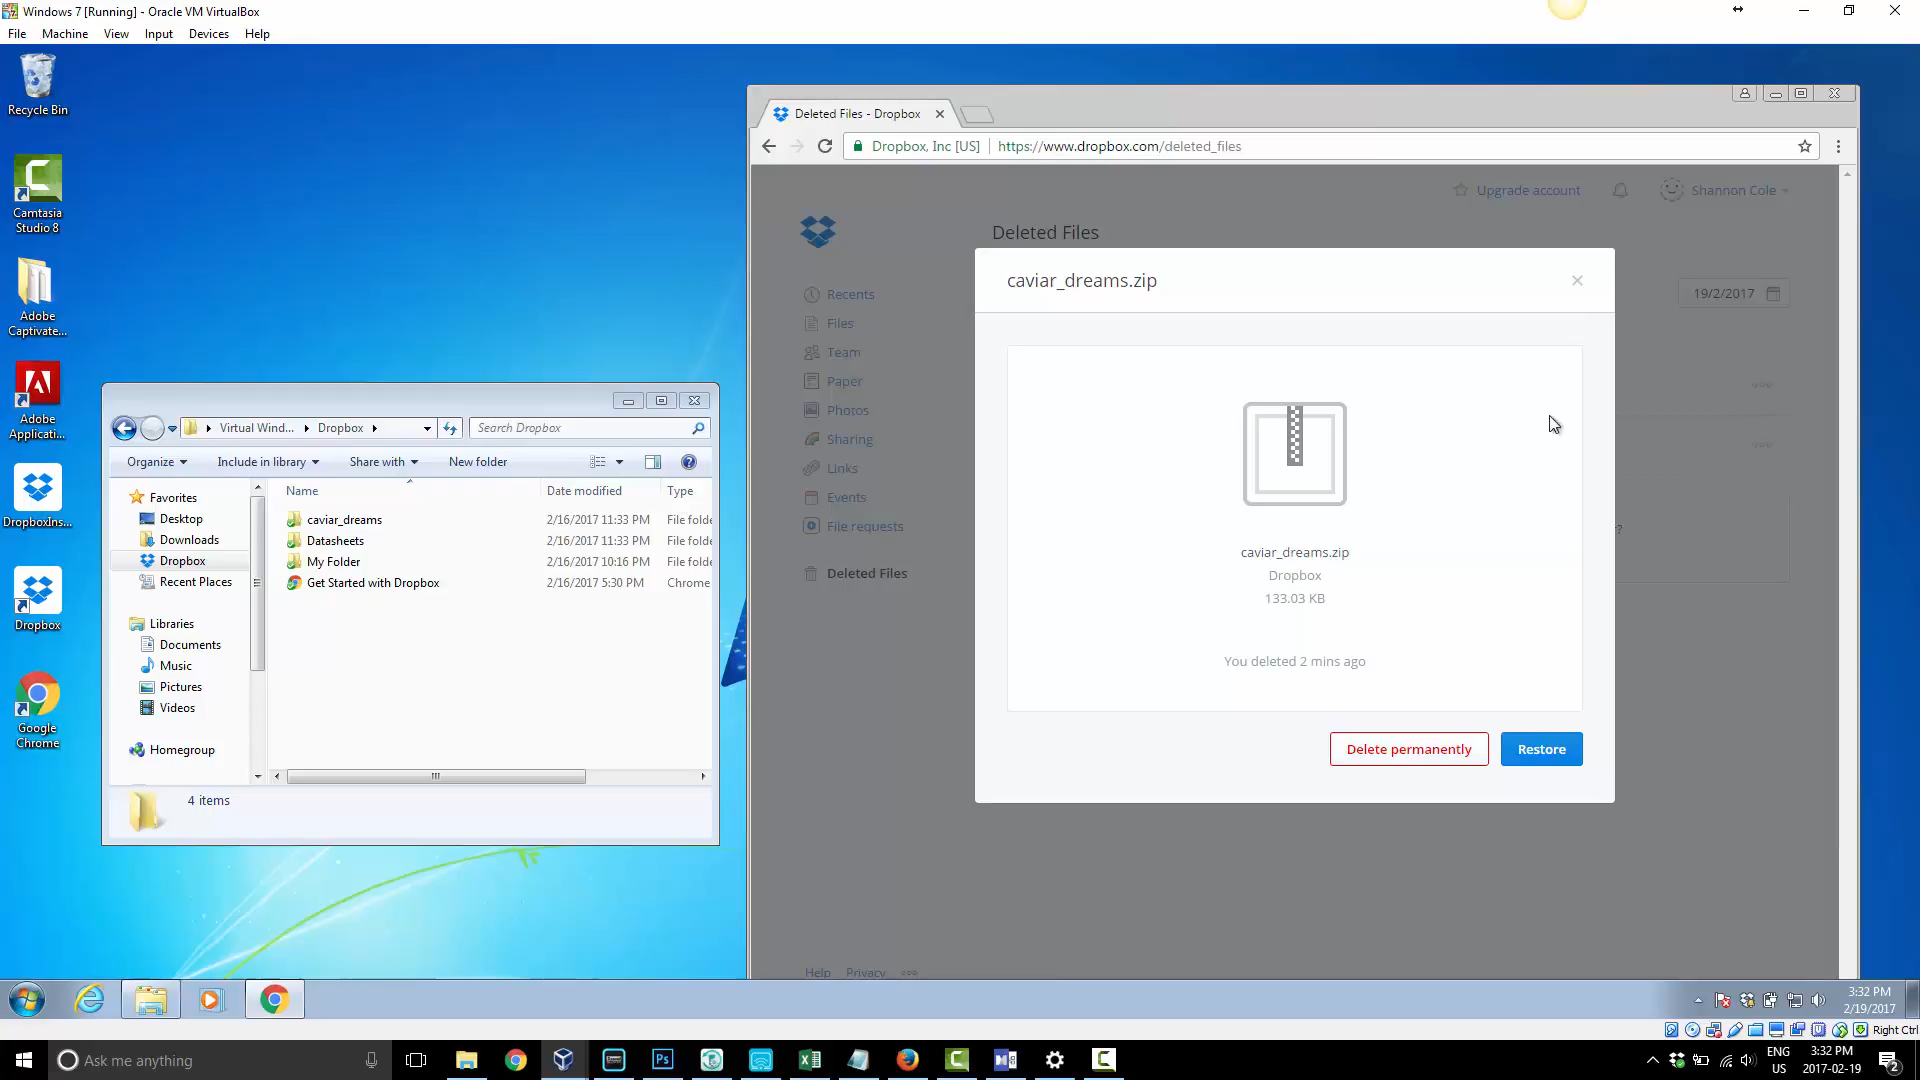 Windows 7 [Running] - Oracle VM VirtualBox
File Machine View Input Devices Help
Recycle Bin
Camtasia
Studio 8
Adobe
Captivate...
Adobe
Applicati...
DropboxIns...
Dropbox
Google
Chrome
Virtual Wind... Dropbox
Search Dropbox
Organize Include in library Share with New folder
Favorites
Desktop
Downloads
Dropbox
Recent Places
Libraries
Documents
Music
Pictures
Videos
Homegroup
Name Date modified Type
caviar_dreams 2/16/2017 11:33 PM File folde
Datasheets 2/16/2017 11:33 PM File folde
My Folder 2/16/2017 10:16 PM File folde
Get Started with Dropbox 2/16/2017 5:30 PM Chrome
4 items
Deleted Files - Dropbox
Dropbox, Inc [US] https://www.dropbox.com/deleted_files
Upgrade account
Shannon Cole
Deleted Files
Recents
Files
Team
Paper
Photos
Sharing
Links
Events
File requests
Deleted Files
19/2/2017
?
caviar_dreams.zip
caviar_dreams.zip
Dropbox
133.03 KB
You deleted 2 mins ago
Delete permanently
Restore
Help Privacy
3:32 PM
2/19/2017
Right Ctrl
Ask me anything
ENG
US
3:32 PM
2017-02-19
2